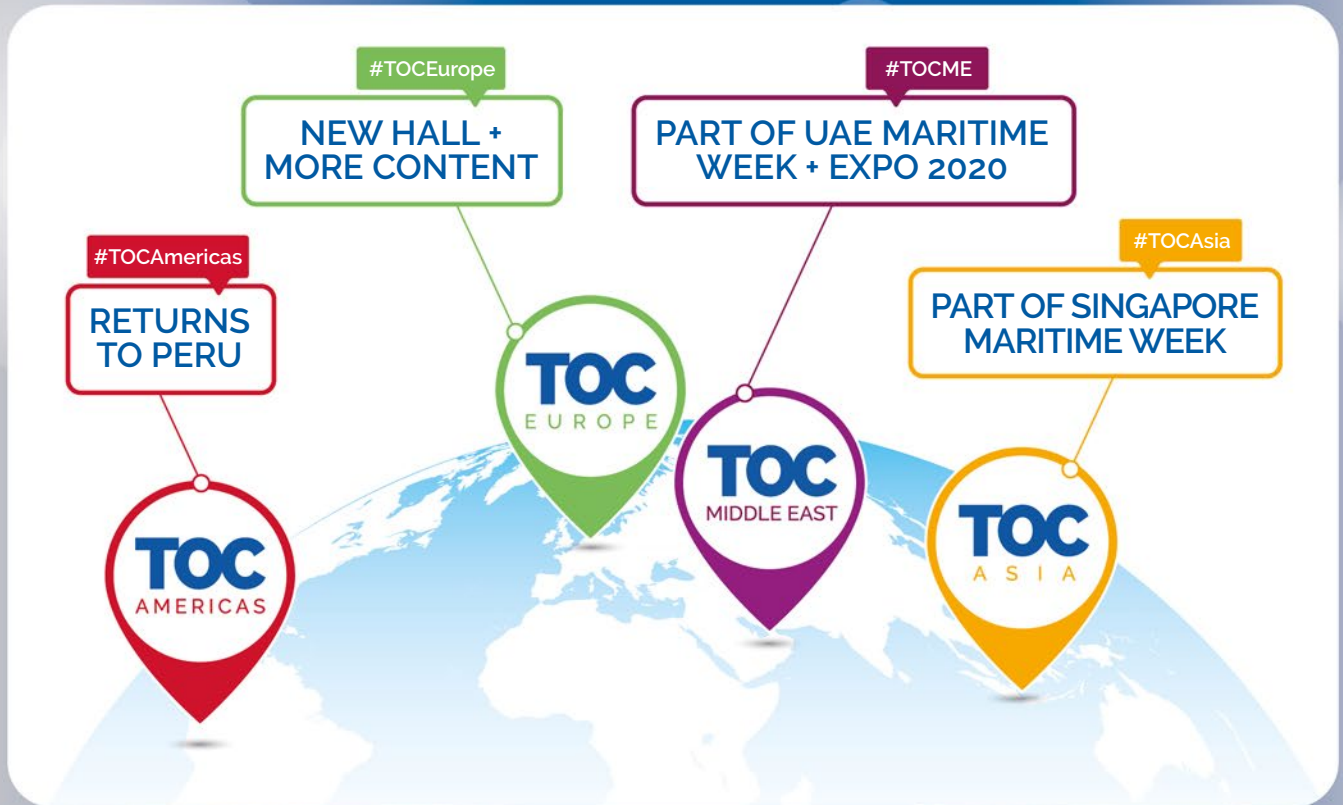 #TOCEurope
NEW HALL +
MORE CONTENT
#TOCME
PART OF UAE MARITIME
WEEK + EXPO 2020
#TOCAmericas
RETURNS
TO PERU
#TOCAsia
PART OF SINGAPORE
MARITIME WEEK
TOC
EUROPE
TOC
MIDDLE EAST
TOC
AMERICAS
TOC
ASIA